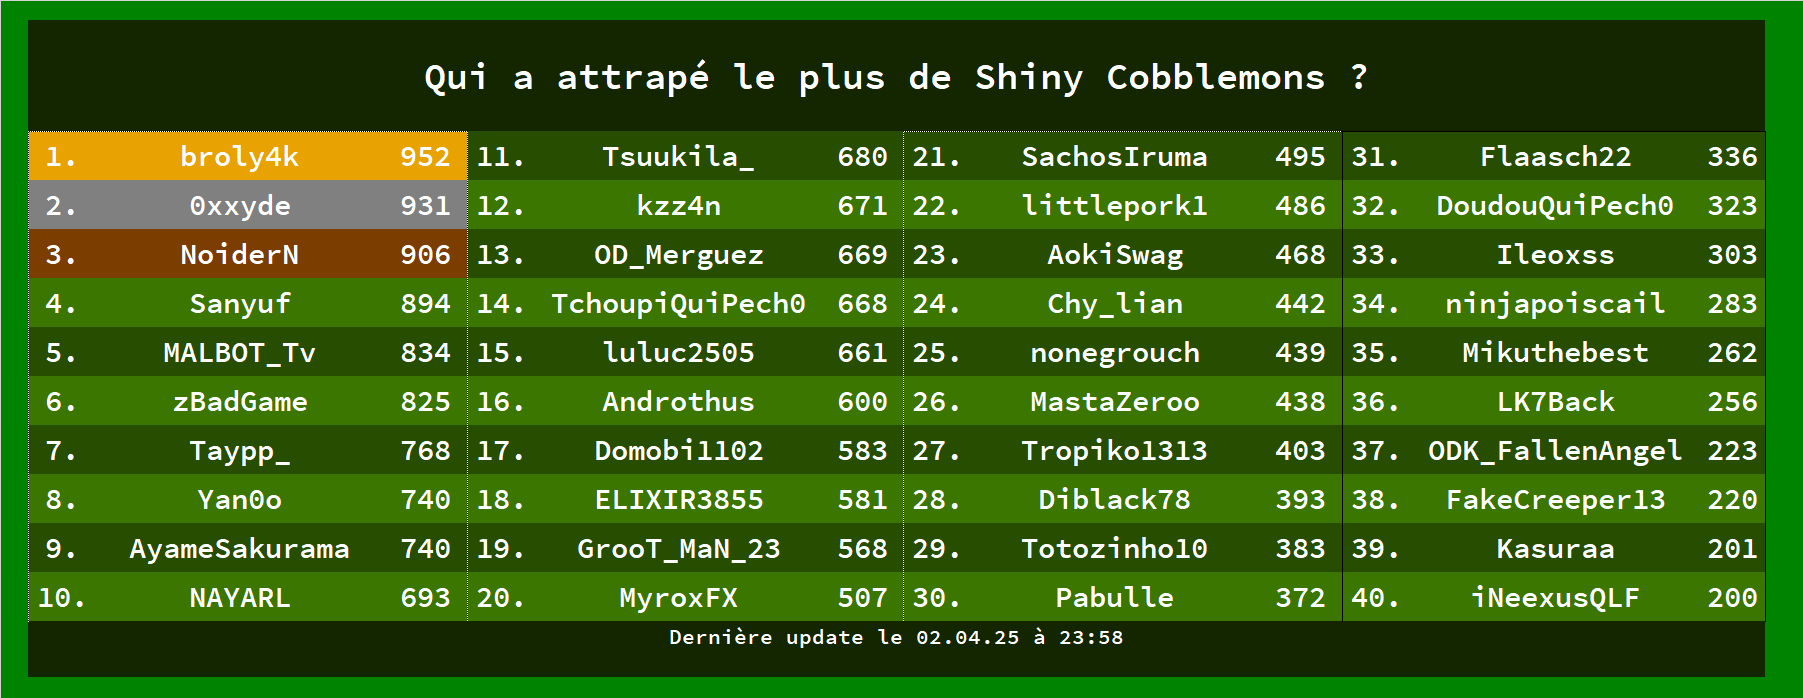 Qui a attrapé le plus de Shiny Cobblemons ?
1. broly4k 952 11. Tsuukila_ 680 21. SachosIruma 495 31. Flaasch22 336
2. 0xxyde 931 12. kzz4n 671 22. littlepork1 486 32. DoudouQuiPech0 323
3. NoiderN 906 13. OD_Merguez 669 23. AokiSwag 468 33. Ileoxss 303
4. Sanyuf 894 14. TchoupiQuiPech0 668 24. Chy_lian 442 34. ninjapoiscail 283
5. MALBOT_Tv 834 15. luluc2505 661 25. nonegrouch 439 35. Mikuthebest 262
6. zBadGame 825 16. Androthus 600 26. MastaZeroo 438 36. LK7Back 256
7. Taypp_ 768 17. Domobi1102 583 27. Tropiko1313 403 37. ODK_FallenAngel 223
8. Yan0o 740 18. ELIXIR3855 581 28. Diblack78 393 38. FakeCreeper13 220
9. AyameSakurama 740 19. GrooT_MaN_23 568 29. Totozinho10 383 39. Kasuraa 201
10. NAYARL 693 20. MyroxFX 507 30. Pabulle 372 40. iNeexusQLF 200
Dernière update le 02.04.25 à 23:58